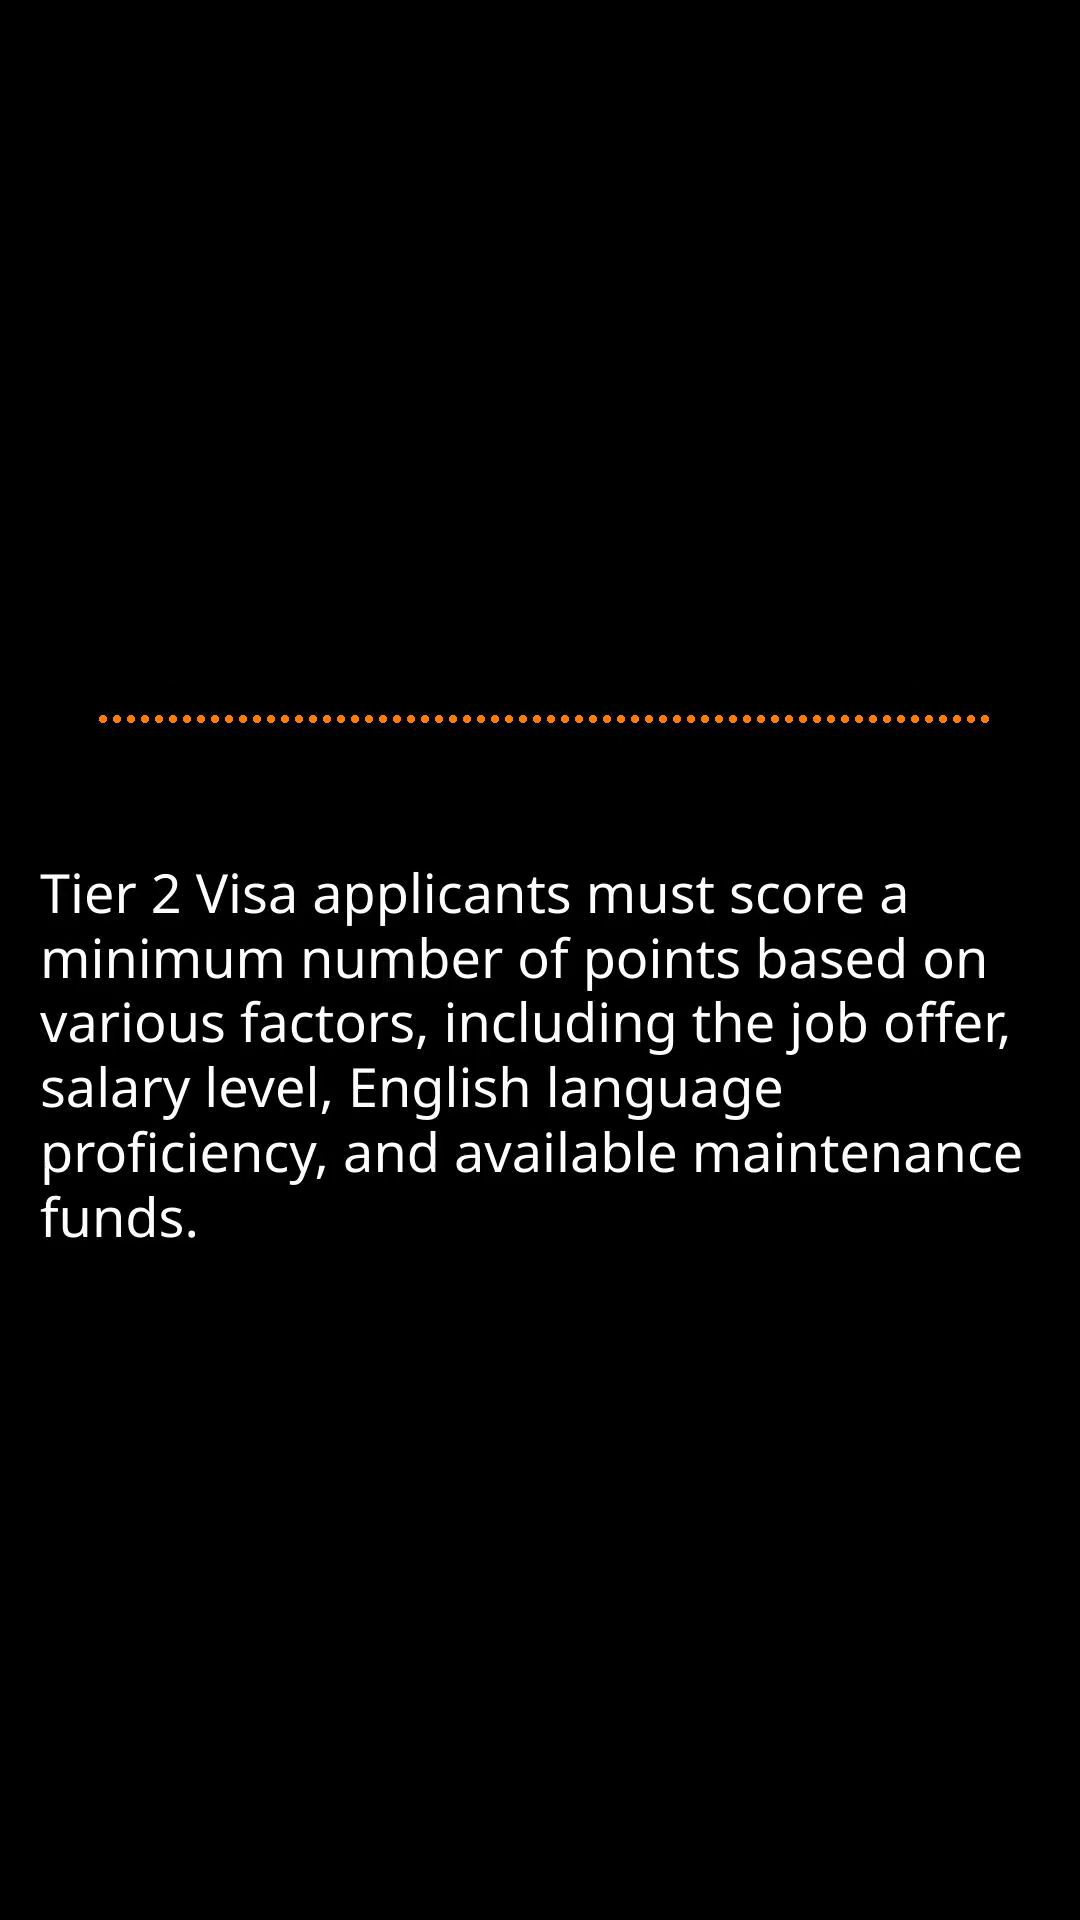 Tier 2 Visa applicants must score a
minimum number of points based on
various factors, including the job offer,
salary level, English language
proficiency, and available maintenance
funds.